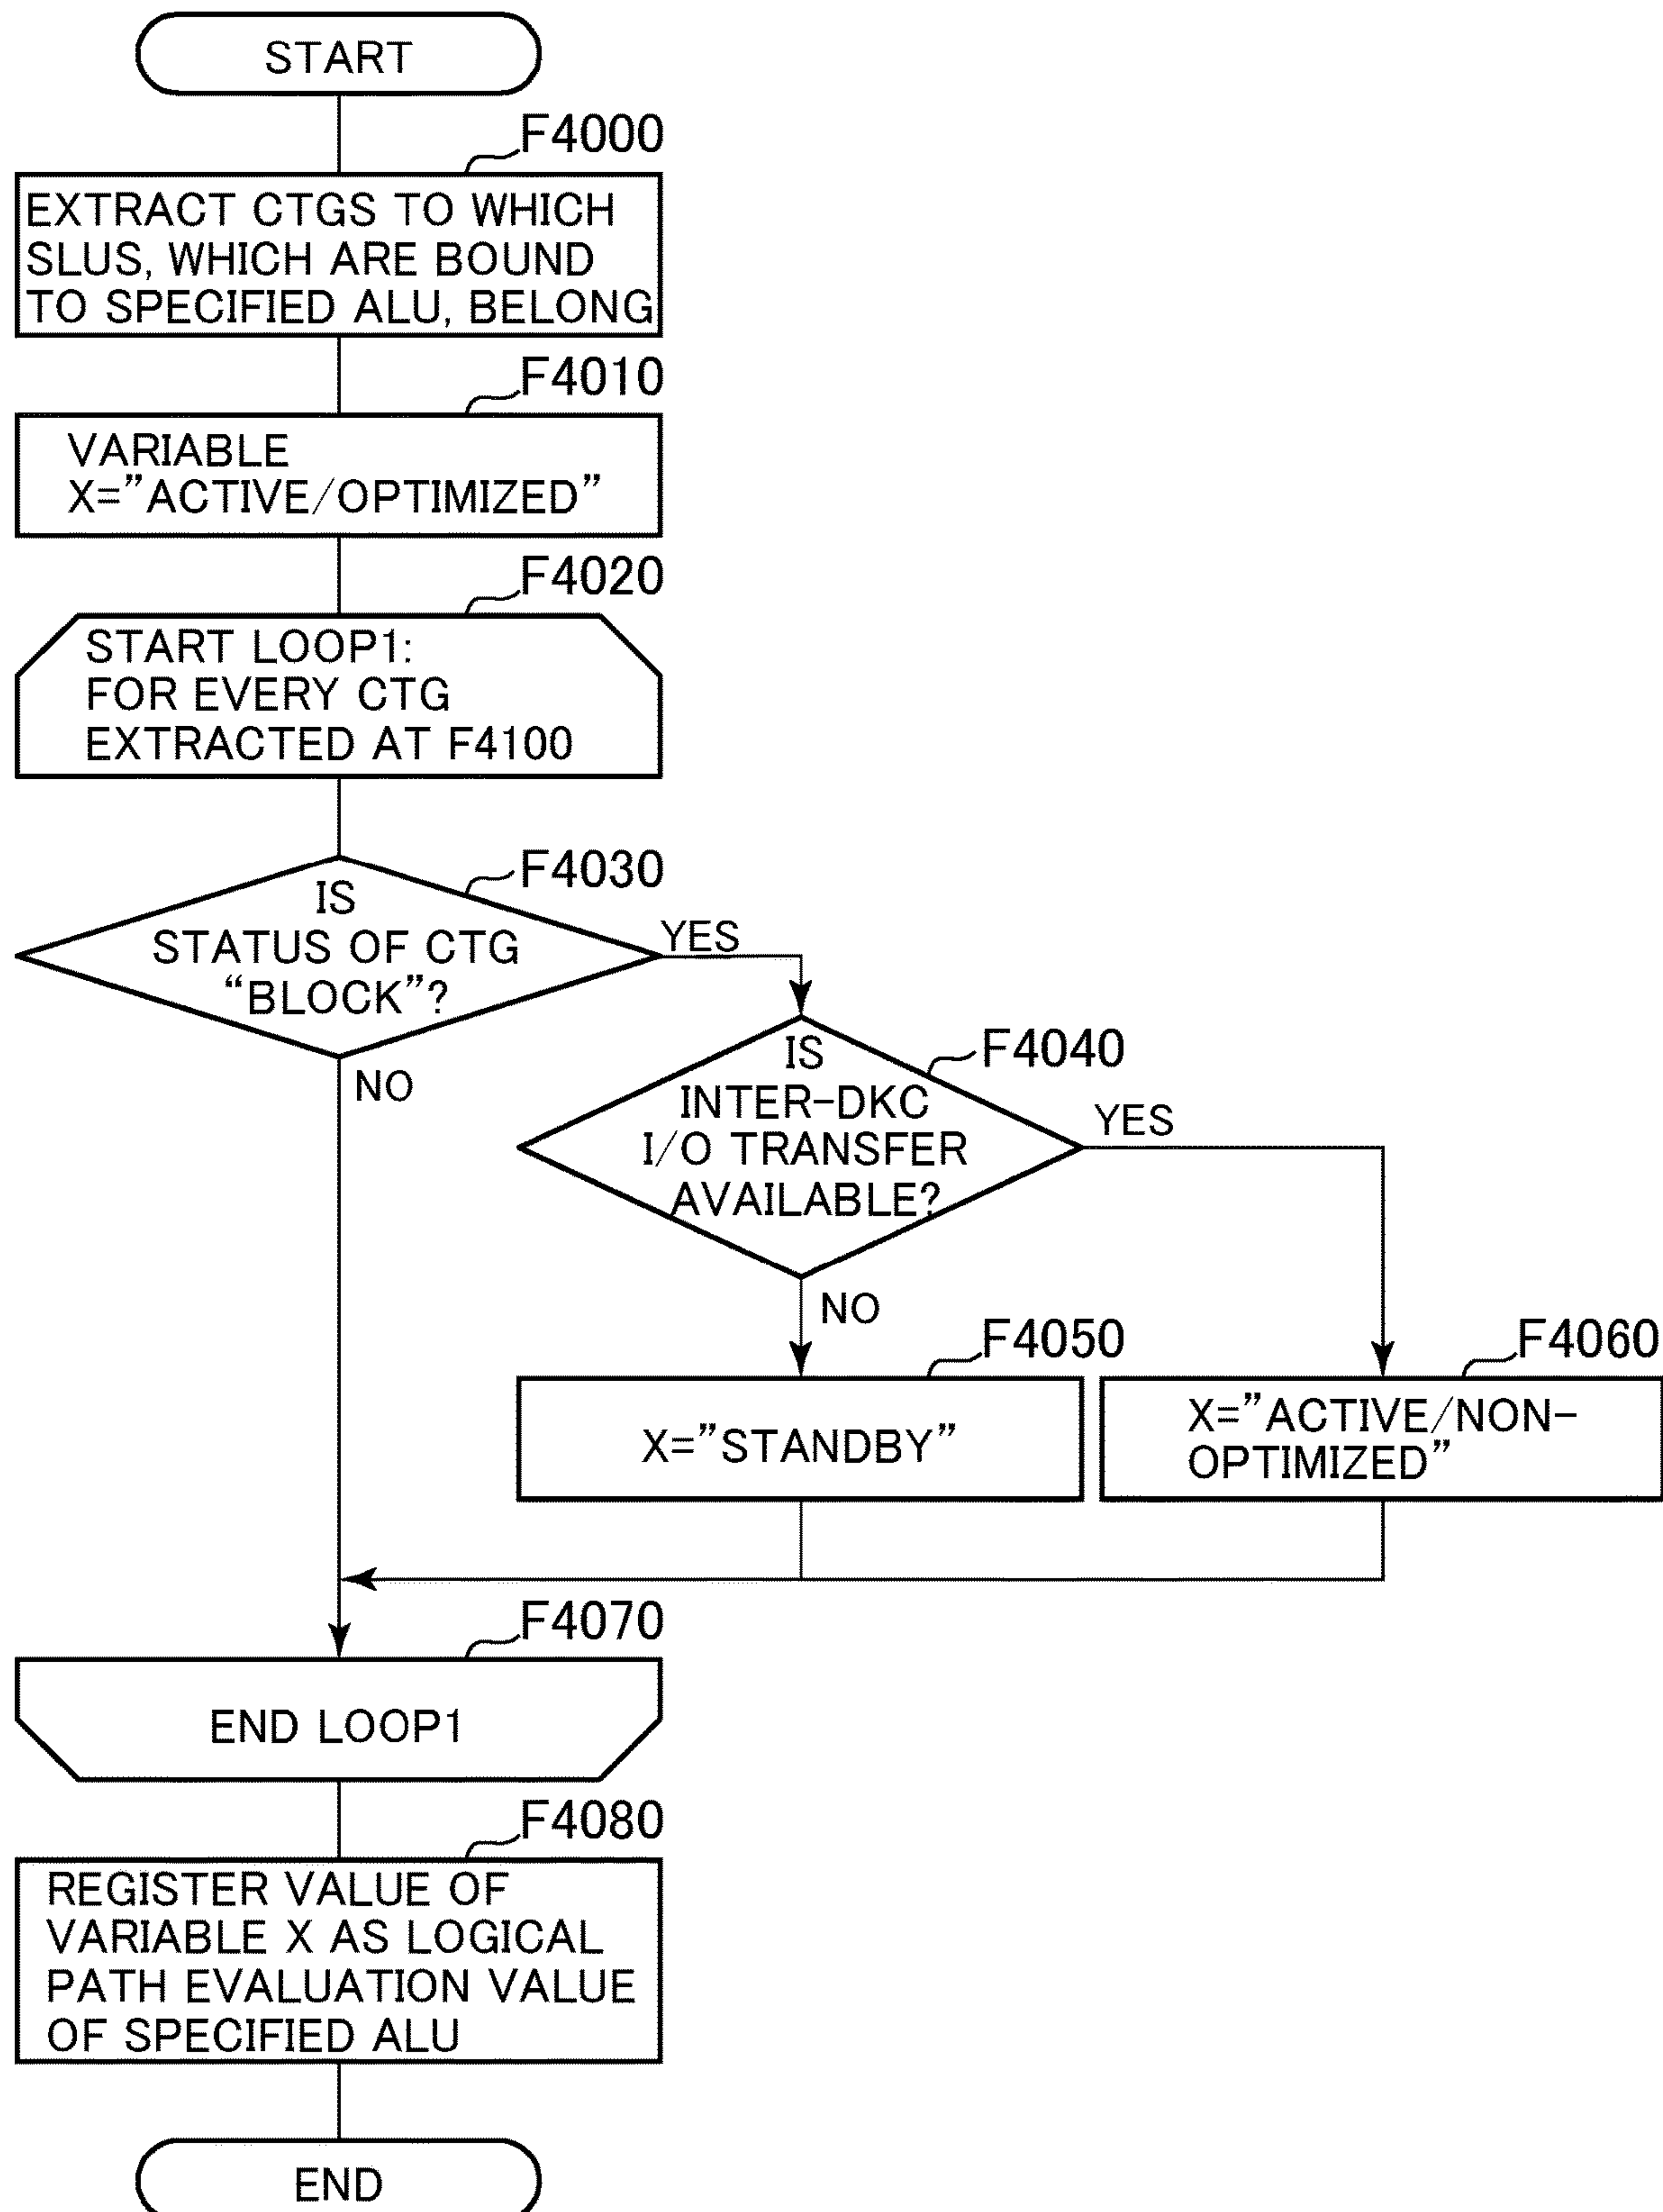 START
F4000
EXTRACT CTGS TO WHICH
SLUS, WHICH ARE BOUND
TO SPECIFIED ALU, BELONG
F4010
VARIABLE
X="ACTIVE/OPTIMIZED"
F4020
START LOOP1:
FOR EVERY CTG
EXTRACTED AT F4100
F4030
IS
STATUS OF CTG
“BLOCK”?
YES
NO
F4040
IS
INTER-DKC
I/O TRANSFER
AVAILABLE?
YES
NO
F4050
X="STANDBY"
F4060
X="ACTIVE/NON-
OPTIMIZED"
F4070
END LOOP1
F4080
REGISTER VALUE OF
VARIABLE X AS LOGICAL
PATH EVALUATION VALUE
OF SPECIFIED ALU
END